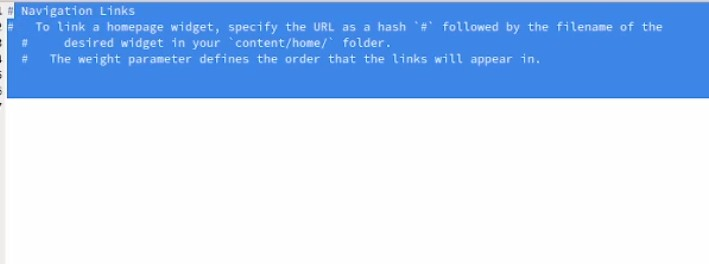 # Navigation Links
#   To link a homepage widget, specify the URL as a hash `#` followed by the filename of the
#     desired widget in your `content/home/` folder.
#   The weight parameter defines the order that the links will appear in.